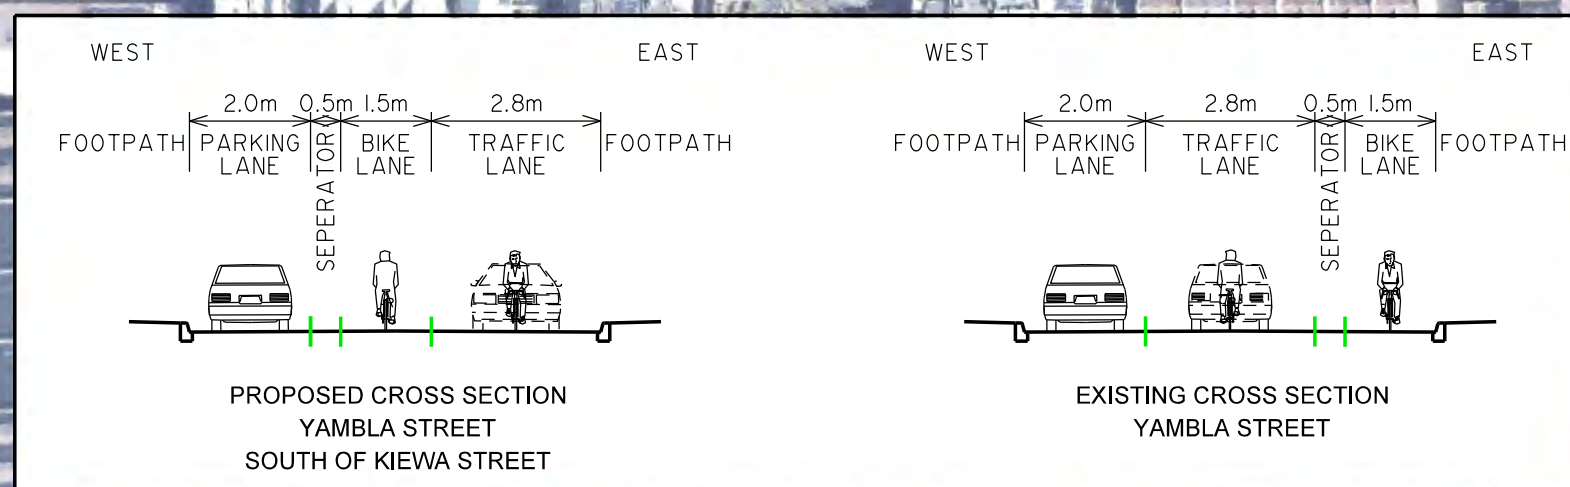 WEST
EAST
2.0m 0.5m 1.5m 2.8m
FOOTPATH PARKING LANE SEPERATOR BIKE LANE TRAFFIC LANE FOOTPATH
PROPOSED CROSS SECTION
YAMBLA STREET
SOUTH OF KIEWA STREET
WEST
EAST
2.0m 2.8m 0.5m 1.5m
FOOTPATH PARKING LANE TRAFFIC LANE SEPERATOR BIKE LANE FOOTPATH
EXISTING CROSS SECTION
YAMBLA STREET